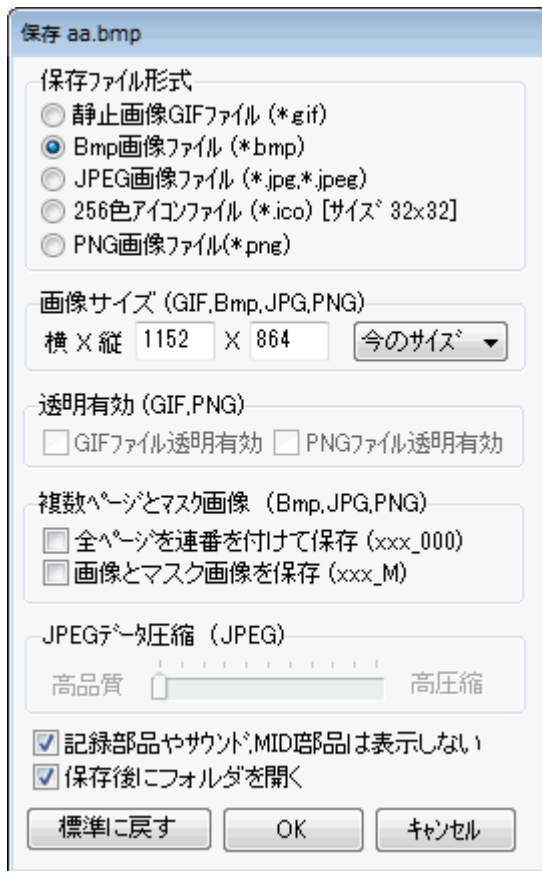 保存 aa.bmp
保存ファイル形式
静止画像GIFファイル (*.gif)
Bmp画像ファイル (*.bmp)
JPEG画像ファイル (*.jpg,*.jpeg)
256色アイコンファイル (*.ico) [サイズ 32x32]
PNG画像ファイル(*.png)
画像サイズ (GIF,Bmp,JPG,PNG)
横 X 縦 1152 X 864 今のサイズ
透明有効 (GIF,PNG)
GIFファイル透明有効 PNGファイル透明有効
複数ページとマスク画像 (Bmp,JPG,PNG)
全ページを連番を付けて保存 (xxx_000)
画像とマスク画像を保存 (xxx_M)
JPEGデータ圧縮 (JPEG)
高品質 高圧縮
記録部品やサウンド,MIDI部品は表示しない
保存後にフォルダを開く
標準に戻す OK キャンセル